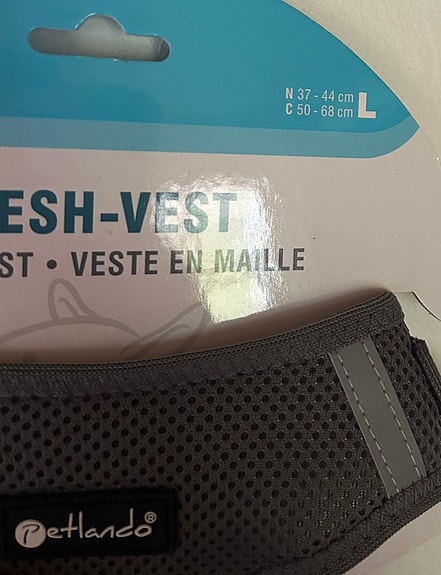 N 37 - 44 cm
C 50 - 68 cm L
ESH-VEST
ST • VESTE EN MAILLE
Petlando®